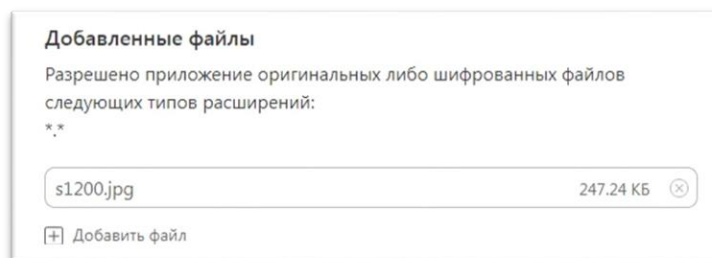 Добавленные файлы
Разрешено приложение оригинальных либо шифрованных файлов
следующих типов расширений:
*.*
s1200.jpg 247.24 КБ
Добавить файл